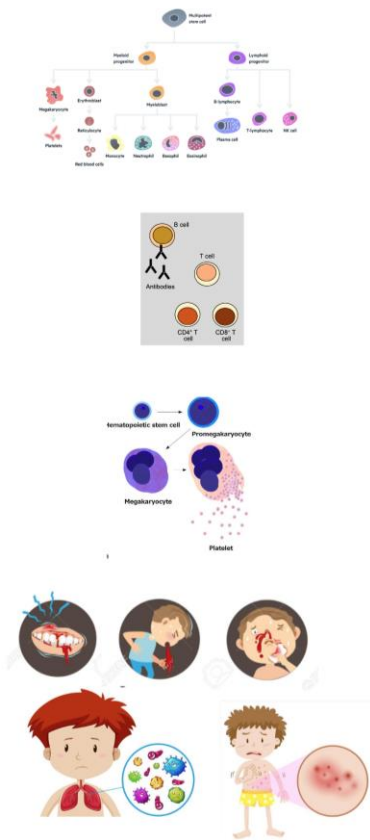 Multipotent
stem cell
Myeloid
progenitor
Lymphoid
progenitor
Megakaryocyte
Erythroblast
Myeloblast
B lymphocyte
Platelets
Reticulocyte
Red blood cells
Monocyte
Neutrophil
Basophil
Eosinophil
Plasma cell
T lymphocyte
NK cell
B cell
T cell
Antibodies
CD4⁺ T
cell
CD8⁺ T
cell
Hematopoietic stem cell
Promegakaryocyte
Megakaryocyte
Platelet